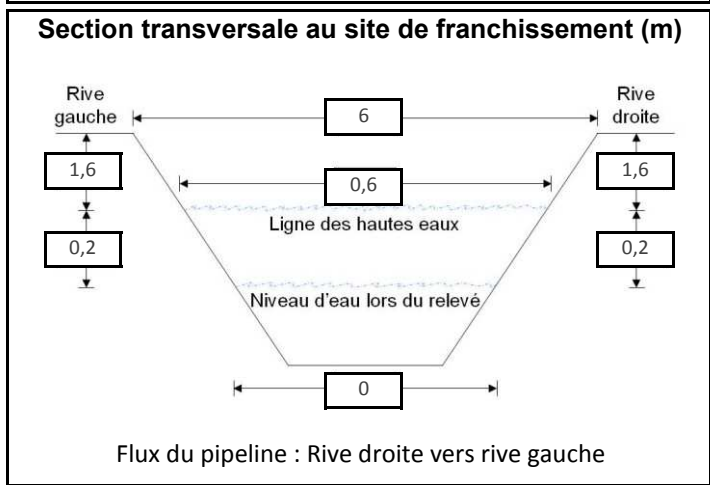 Section transversale au site de franchissement (m)
Rive gauche
6
Rive droite
1,6
0,6
1,6
Ligne des hautes eaux
0,2
0,2
Niveau d'eau lors du relevé
0
Flux du pipeline : Rive droite vers rive gauche